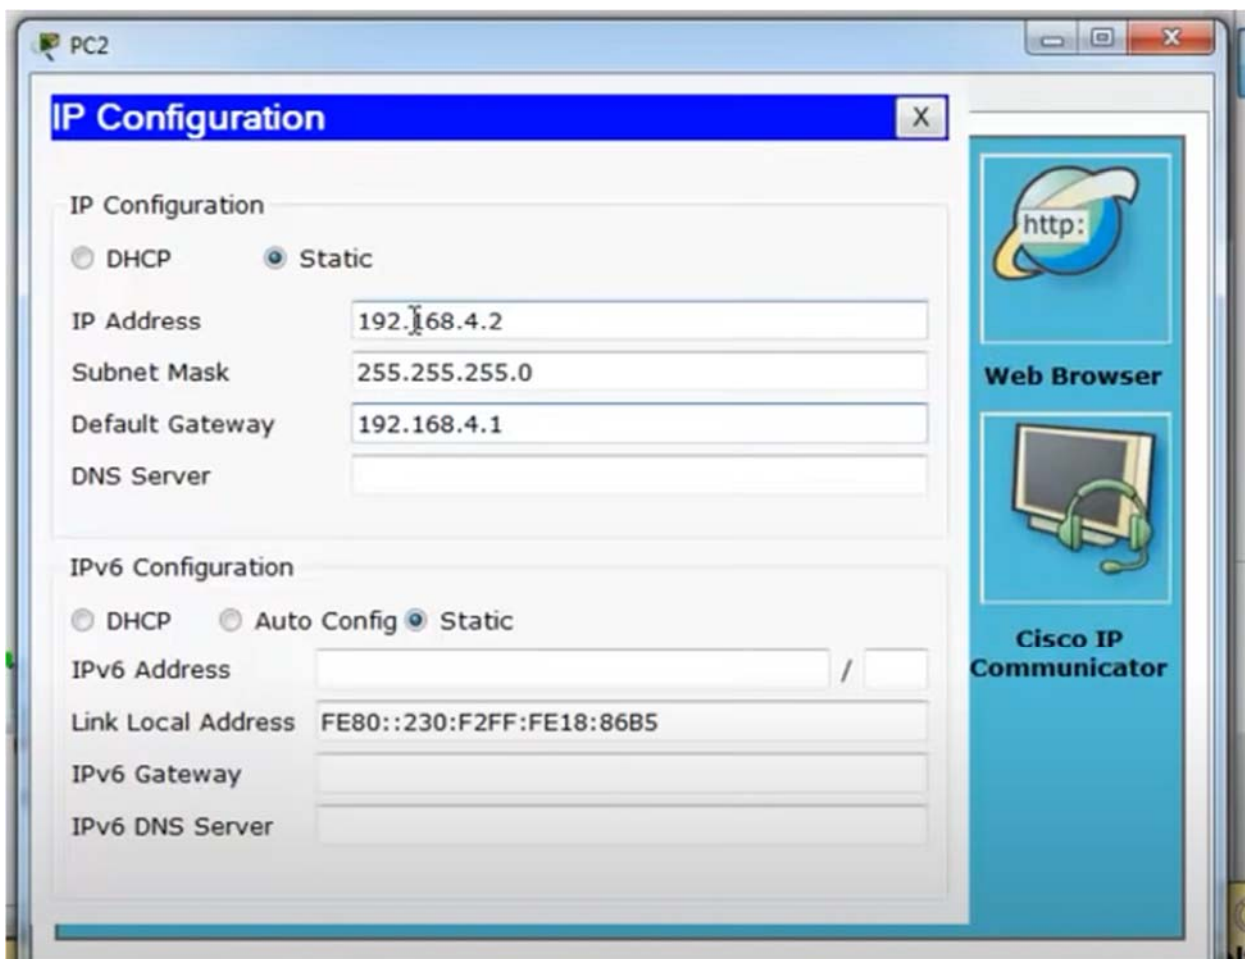 PC2
IP Configuration
X
IP Configuration
DHCP
Static
IP Address
192.168.4.2
Subnet Mask
255.255.255.0
Default Gateway
192.168.4.1
DNS Server
IPv6 Configuration
DHCP
Auto Config
Static
IPv6 Address
/
Link Local Address
FE80::230:F2FF:FE18:86B5
IPv6 Gateway
IPv6 DNS Server
http:
Web Browser
Cisco IP
Communicator